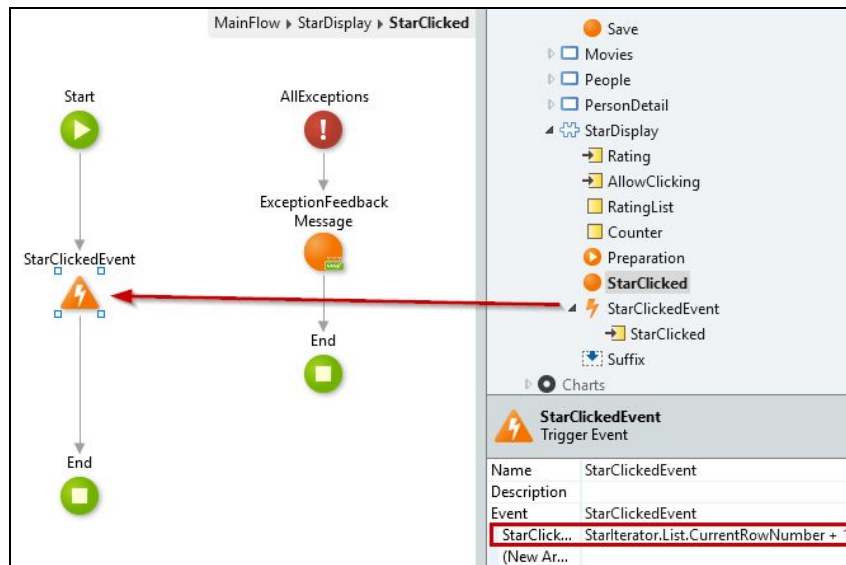 MainFlow ▸ StarDisplay ▸ StarClicked
Start
AllExceptions
ExceptionFeedback
Message
StarClickedEvent
End
End
Save
Movies
People
PersonDetail
StarDisplay
Rating
AllowClicking
RatingList
Counter
Preparation
StarClicked
StarClickedEvent
StarClicked
Suffix
Charts
StarClickedEvent
Trigger Event
Name StarClickedEvent
Description
Event StarClickedEvent
StarClick... StarIterator.List.CurrentRowNumber +
(New Ar...